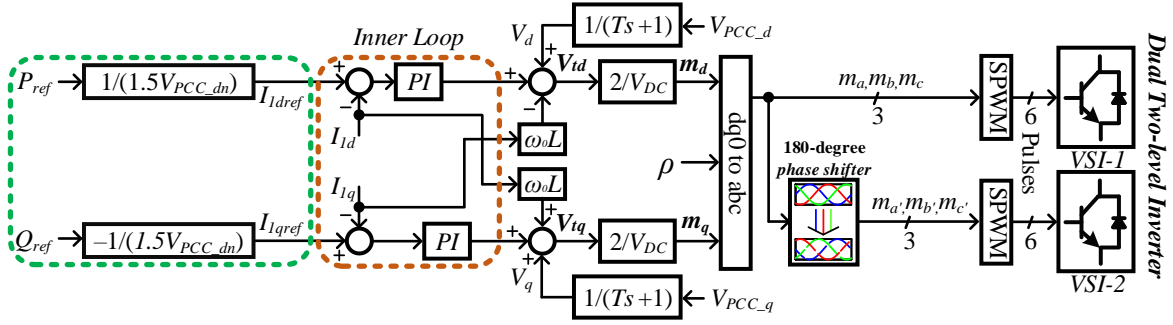 Inner Loop
1/(Ts+1)
V_PCC_d
V_d
P_ref
1/(1.5V_PCC_dn)
I_1dref
+
−
PI
+
+
−
V_td
2/V_DC
m_d
I_1d
ω₀L
I_1q
ω₀L
dq0 to abc
ρ
m_a,m_b,m_c
3
SPWM
6
Pulses
VSI-1
180-degree
phase shifter
m_a',m_b',m_c'
3
SPWM
6
VSI-2
Dual Two-level Inverter
Q_ref
−1/(1.5V_PCC_dn)
I_1qref
−
+
PI
+
+
+
V_tq
2/V_DC
m_q
V_q
1/(Ts+1)
V_PCC_q